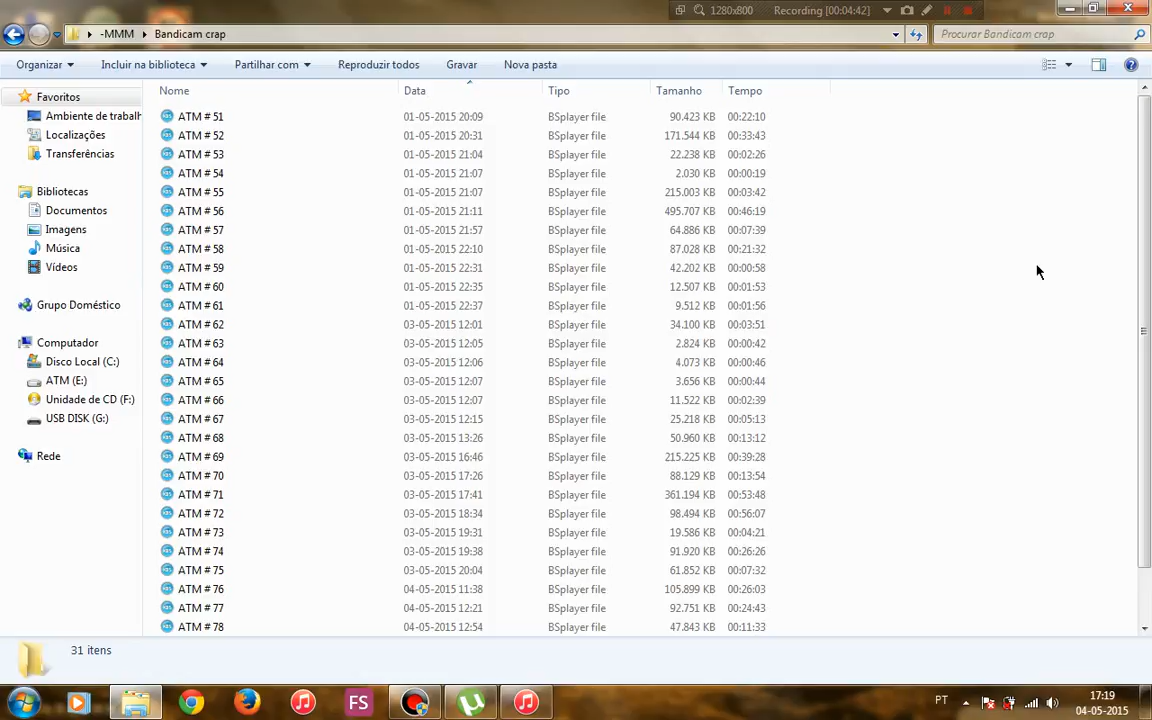 1280x800 Recording [00:04:42]
-MMM Bandicam crap Procurar Bandicam crap
Organizar Incluir na biblioteca Partilhar com Reproduzir todos Gravar Nova pasta
Nome Data Tipo Tamanho Tempo
Favoritos
Ambiente de trabalh
Localizações
Transferências
Bibliotecas
Documentos
Imagens
Música
Vídeos
Grupo Doméstico
Computador
Disco Local (C:)
ATM (E:)
Unidade de CD (F:)
USB DISK (G:)
Rede
ATM # 51 01-05-2015 20:09 BSplayer file 90.423 KB 00:22:10
ATM # 52 01-05-2015 20:31 BSplayer file 171.544 KB 00:33:43
ATM # 53 01-05-2015 21:04 BSplayer file 22.238 KB 00:02:26
ATM # 54 01-05-2015 21:07 BSplayer file 2.030 KB 00:00:19
ATM # 55 01-05-2015 21:07 BSplayer file 215.003 KB 00:03:42
ATM # 56 01-05-2015 21:11 BSplayer file 495.707 KB 00:46:19
ATM # 57 01-05-2015 21:57 BSplayer file 64.886 KB 00:07:39
ATM # 58 01-05-2015 22:10 BSplayer file 87.028 KB 00:21:32
ATM # 59 01-05-2015 22:31 BSplayer file 42.202 KB 00:00:58
ATM # 60 01-05-2015 22:35 BSplayer file 12.507 KB 00:01:53
ATM # 61 01-05-2015 22:37 BSplayer file 9.512 KB 00:01:56
ATM # 62 03-05-2015 12:01 BSplayer file 34.100 KB 00:03:51
ATM # 63 03-05-2015 12:05 BSplayer file 2.824 KB 00:00:42
ATM # 64 03-05-2015 12:06 BSplayer file 4.073 KB 00:00:46
ATM # 65 03-05-2015 12:07 BSplayer file 3.656 KB 00:00:44
ATM # 66 03-05-2015 12:07 BSplayer file 11.522 KB 00:02:39
ATM # 67 03-05-2015 12:15 BSplayer file 25.218 KB 00:05:13
ATM # 68 03-05-2015 13:26 BSplayer file 50.960 KB 00:13:12
ATM # 69 03-05-2015 16:46 BSplayer file 215.225 KB 00:39:28
ATM # 70 03-05-2015 17:26 BSplayer file 88.129 KB 00:13:54
ATM # 71 03-05-2015 17:41 BSplayer file 361.194 KB 00:53:48
ATM # 72 03-05-2015 18:34 BSplayer file 98.494 KB 00:56:07
ATM # 73 03-05-2015 19:31 BSplayer file 19.586 KB 00:04:21
ATM # 74 03-05-2015 19:38 BSplayer file 91.920 KB 00:26:26
ATM # 75 03-05-2015 20:04 BSplayer file 61.852 KB 00:07:32
ATM # 76 04-05-2015 11:38 BSplayer file 105.899 KB 00:26:03
ATM # 77 04-05-2015 12:21 BSplayer file 92.751 KB 00:24:43
ATM # 78 04-05-2015 12:54 BSplayer file 47.843 KB 00:11:33
31 itens
FS
PT
17:19
04-05-2015